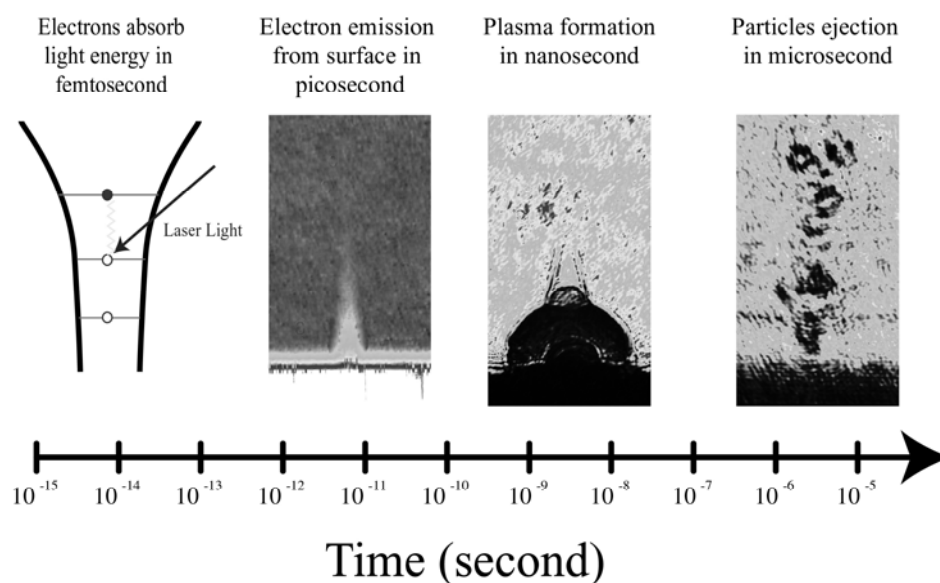 Electrons absorb
light energy in
femtosecond
Electron emission
from surface in
picosecond
Plasma formation
in nanosecond
Particles ejection
in microsecond
Laser Light
10⁻¹⁵ 10⁻¹⁴ 10⁻¹³ 10⁻¹² 10⁻¹¹ 10⁻¹⁰ 10⁻⁹ 10⁻⁸ 10⁻⁷ 10⁻⁶ 10⁻⁵
Time (second)